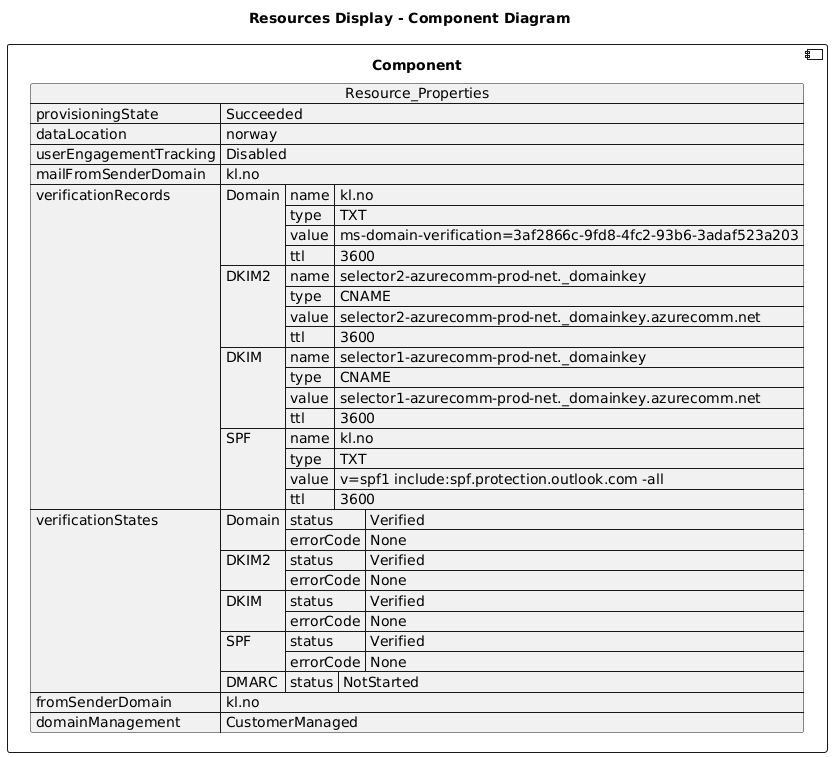 Resources Display - Component Diagram
Component
Resource_Properties
provisioningState Succeeded
dataLocation norway
userEngagementTracking Disabled
mailFromSenderDomain kl.no
verificationRecords Domain name kl.no
type TXT
value ms-domain-verification=3af2866c-9fd8-4fc2-93b6-3adaf523a203
ttl 3600
DKIM2 name selector2-azurecomm-prod-net._domainkey
type CNAME
value selector2-azurecomm-prod-net._domainkey.azurecomm.net
ttl 3600
DKIM name selector1-azurecomm-prod-net._domainkey
type CNAME
value selector1-azurecomm-prod-net._domainkey.azurecomm.net
ttl 3600
SPF name kl.no
type TXT
value v=spf1 include:spf.protection.outlook.com -all
ttl 3600
verificationStates Domain status Verified
errorCode None
DKIM2 status Verified
errorCode None
DKIM status Verified
errorCode None
SPF status Verified
errorCode None
DMARC status NotStarted
fromSenderDomain kl.no
domainManagement CustomerManaged